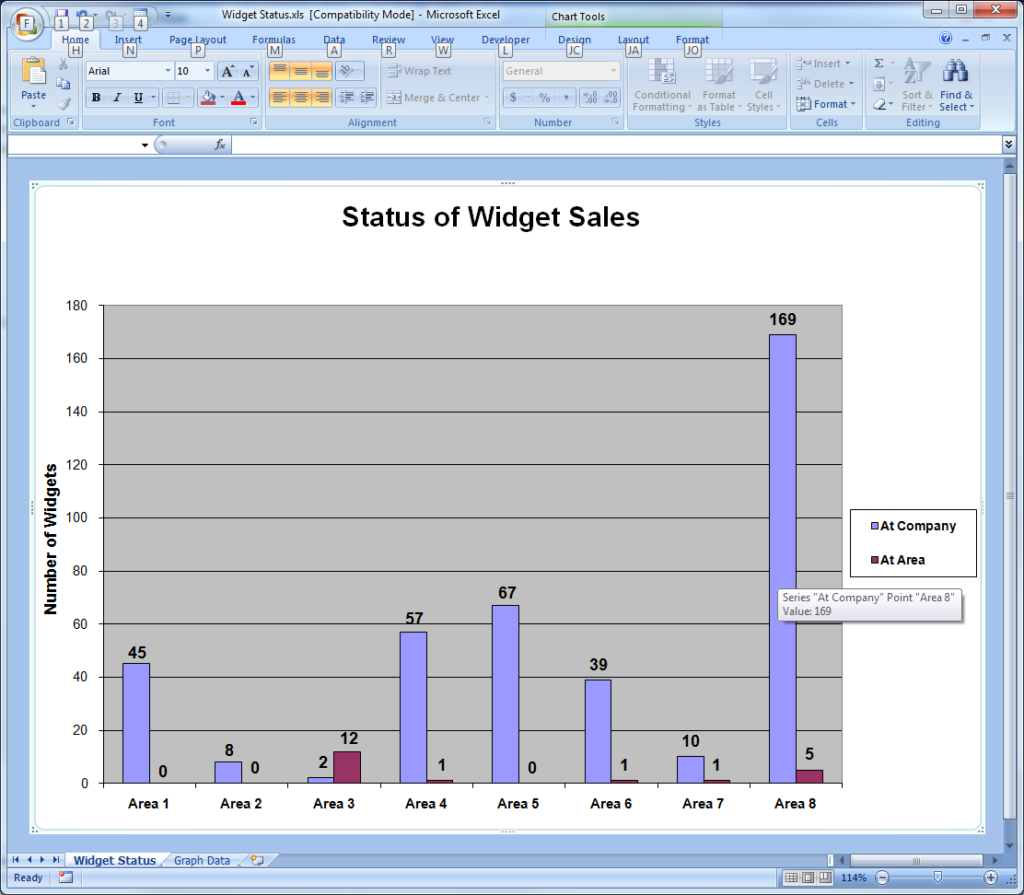 Widget Status.xls [Compatibility Mode] - Microsoft Excel
Chart Tools
1 2 3 4
Home Insert Page Layout Formulas Data Review View Developer Design Layout Format
F H N P M A R W L JC JA JO
Paste
Arial 10
Wrap Text
General
Conditional Formatting
Format as Table
Cell Styles
Insert
Delete
Format
Σ
Sort & Filter
Find & Select
B I U A
Merge & Center
$ % ,
Clipboard Font Alignment Number Styles Cells Editing
fx
Status of Widget Sales
Number of Widgets
180
160
140
120
100
80
60
40
20
0
45 0
8 0
2 12
57 1
67 0
39 1
10 1
169 5
Area 1 Area 2 Area 3 Area 4 Area 5 Area 6 Area 7 Area 8
At Company
At Area
Series "At Company" Point "Area 8"
Value: 169
Widget Status Graph Data
Ready
114%